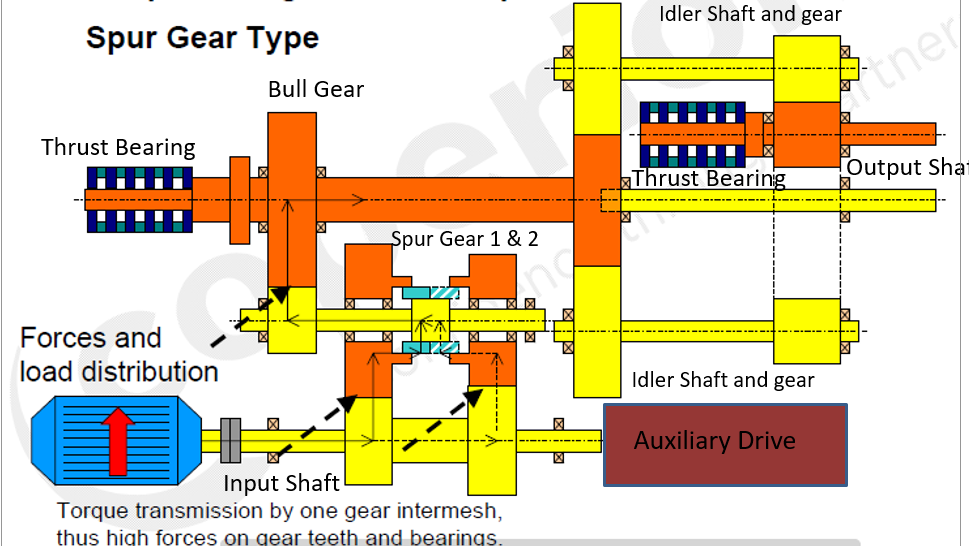 Spur Gear Type
Idler Shaft and gear
Bull Gear
Thrust Bearing
Thrust Bearing
Output Shaf
Spur Gear 1 & 2
Forces and
load distribution
Idler Shaft and gear
Auxiliary Drive
Input Shaft
Torque transmission by one gear intermesh,
thus high forces on gear teeth and bearings.